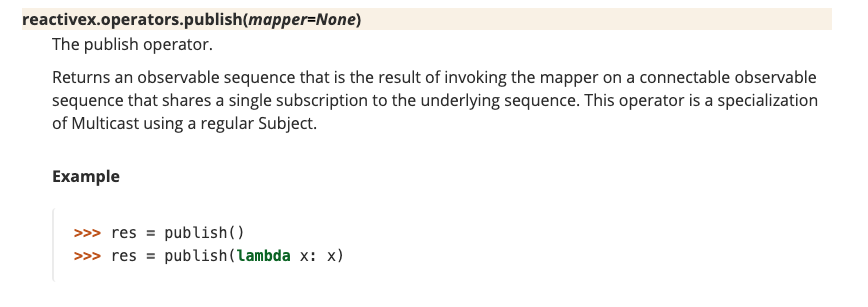 reactivex.operators.publish(mapper=None)
The publish operator.
Returns an observable sequence that is the result of invoking the mapper on a connectable observable
sequence that shares a single subscription to the underlying sequence. This operator is a specialization
of Multicast using a regular Subject.
Example
>>> res = publish()
>>> res = publish(lambda x: x)